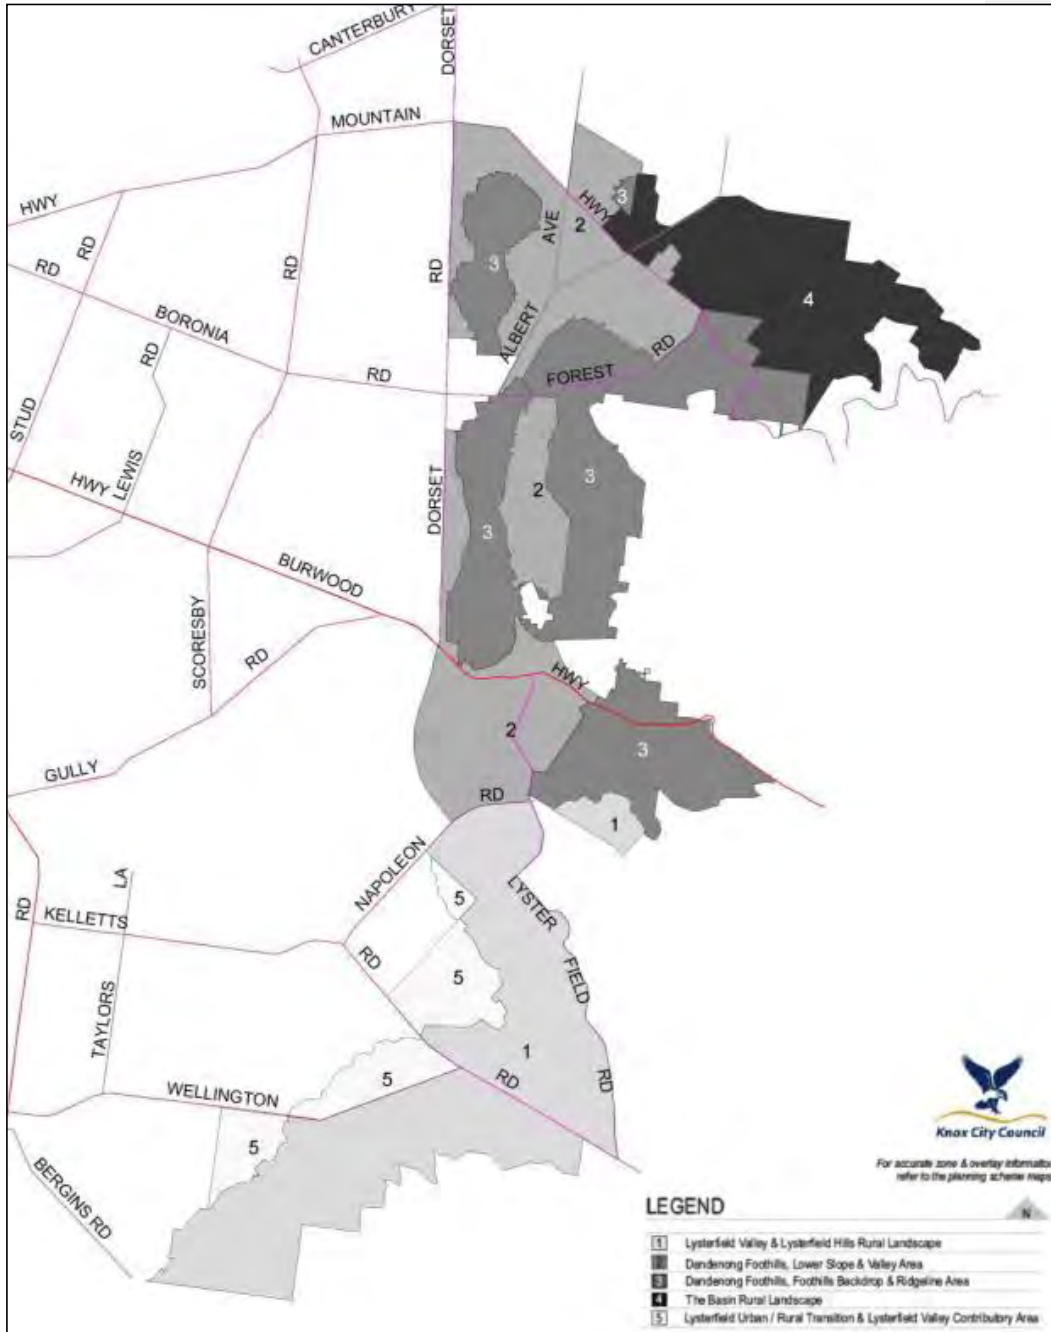 CANTERBURY
DORSET
MOUNTAIN
HWY
HWY
3
RD
AVE
2
RD
RD
RD
3
4
BORONIA
ALBERT
RD
RD
RD
FOREST
STUD
LEWIS
HWY
DORSET
2
3
3
BURWOOD
SCORESBY
RD
HWY
2
3
GULLY
RD
1
NAPOLEON
LA
5
LYSTER
RD
KELLETTS
RD
5
FIELD
TAYLORS
1
RD
RD
5
WELLINGTON
5
BERGINS RD
Knox City Council
For accurate zone & overlay information
refer to the planning scheme maps
LEGEND
N
1 Lysterfield Valley & Lysterfield Hills Rural Landscape
2 Dandenong Foothills, Lower Slope & Valley Area
3 Dandenong Foothills, Foothills Backdrop & Ridgeline Area
4 The Basin Rural Landscape
5 Lysterfield Urban / Rural Transition & Lysterfield Valley Contributory Area